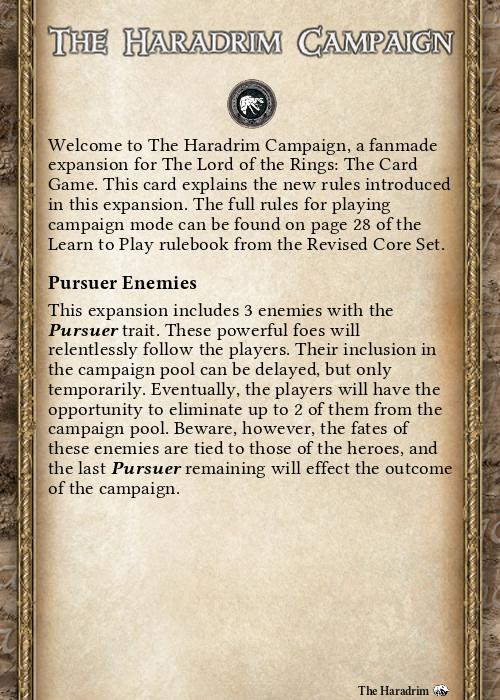 The Haradrim Campaign
Welcome to The Haradrim Campaign, a fanmade
expansion for The Lord of the Rings: The Card
Game. This card explains the new rules introduced
in this expansion. The full rules for playing
campaign mode can be found on page 28 of the
Learn to Play rulebook from the Revised Core Set.
Pursuer Enemies
This expansion includes 3 enemies with the
Pursuer trait. These powerful foes will
relentlessly follow the players. Their inclusion in
the campaign pool can be delayed, but only
temporarily. Eventually, the players will have the
opportunity to eliminate up to 2 of them from the
campaign pool. Beware, however, the fates of
these enemies are tied to those of the heroes, and
the last Pursuer remaining will effect the outcome
of the campaign.
The Haradrim